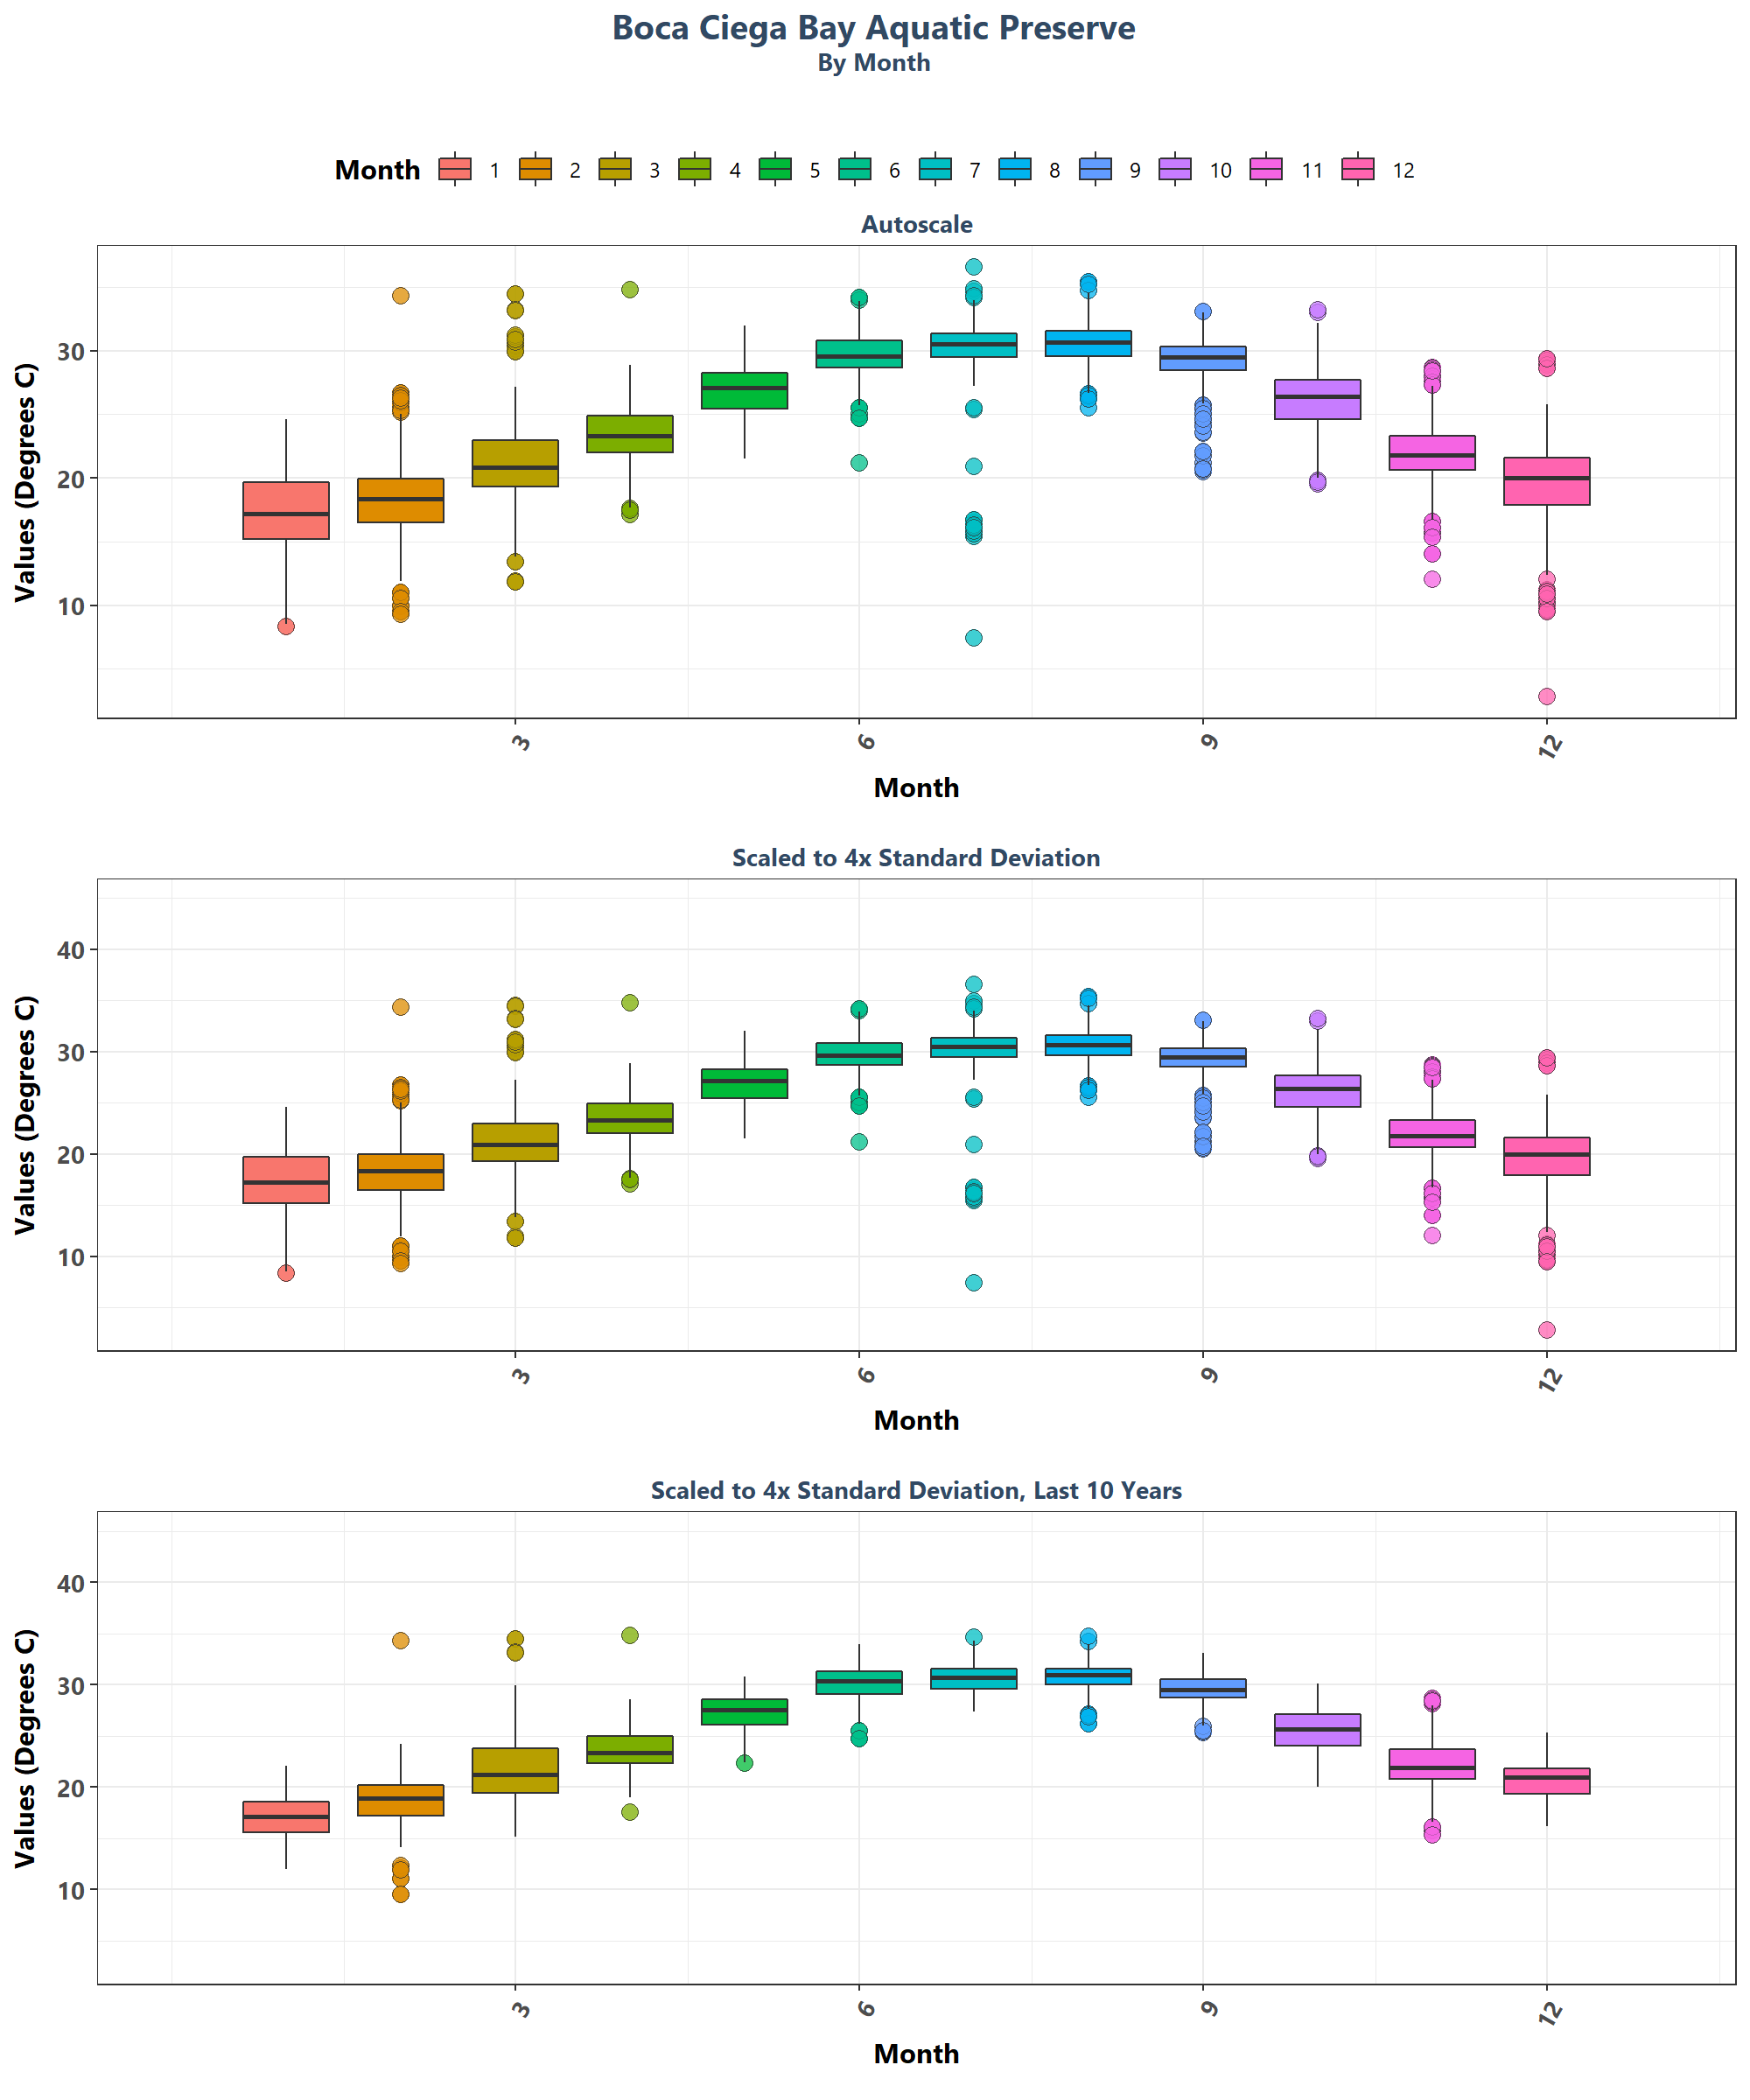 Boca Ciega Bay Aquatic Preserve
By Month
Month 1 2 3 4 5 6 7 8 9 10 11 12
Autoscale
Values (Degrees C)
30
20
10
3 6 9 12
Month
Scaled to 4x Standard Deviation
Values (Degrees C)
40
30
20
10
3 6 9 12
Month
Scaled to 4x Standard Deviation, Last 10 Years
Values (Degrees C)
40
30
20
10
3 6 9 12
Month